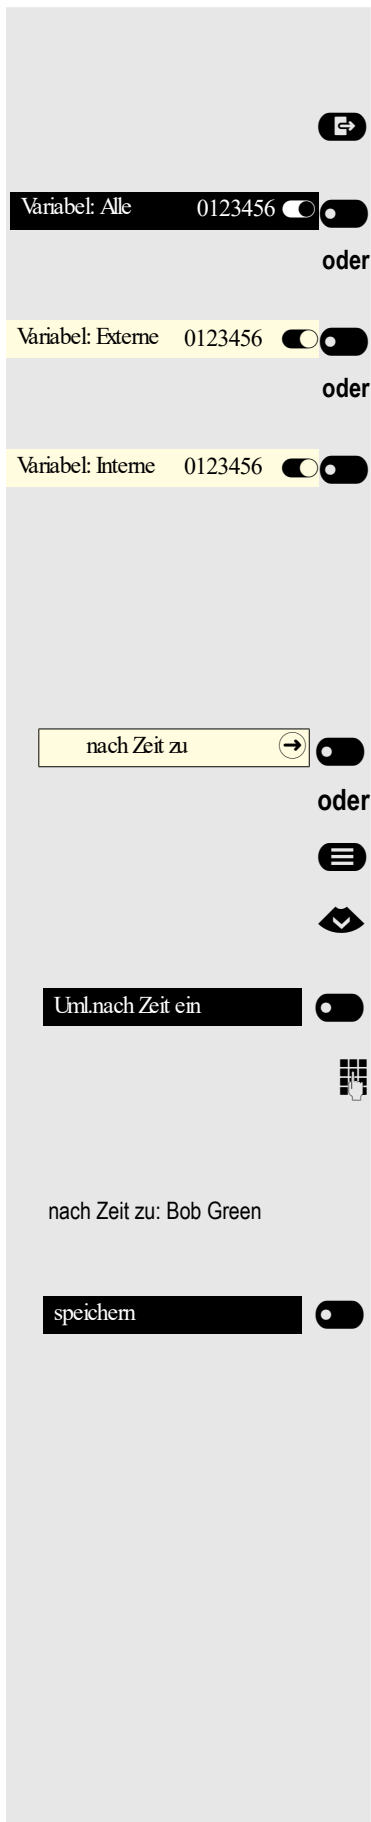 Variabel: Alle 0123456
oder
Variabel: Externe 0123456
oder
Variabel: Interne 0123456
nach Zeit zu
oder
Uml.nach Zeit ein
nach Zeit zu: Bob Green
speichern